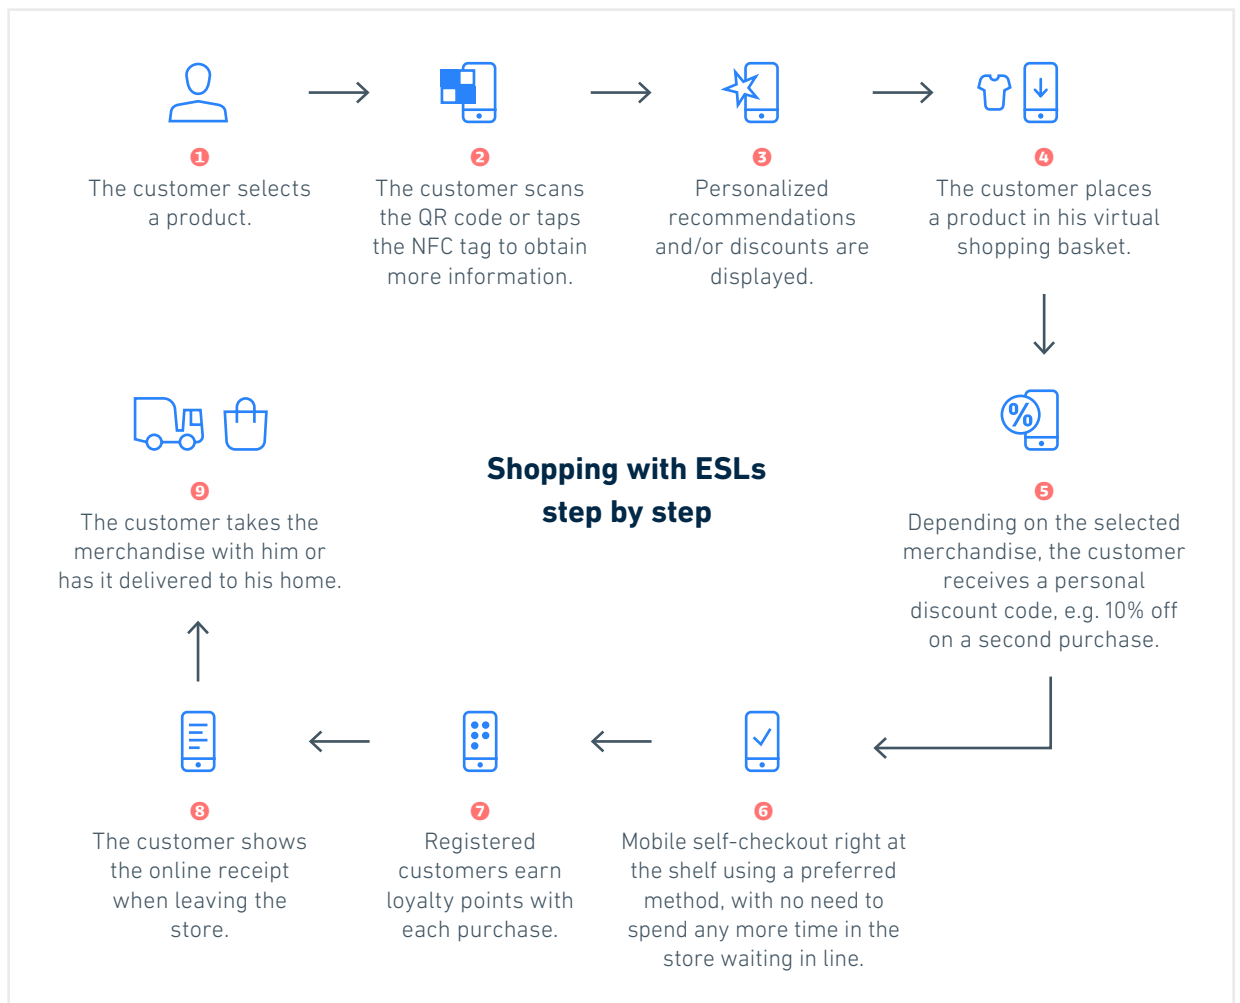 1
The customer selects
a product.
2
The customer scans
the QR code or taps
the NFC tag to obtain
more information.
3
Personalized
recommendations
and/or discounts are
displayed.
4
The customer places
a product in his virtual
shopping basket.
%
5
Depending on the selected
merchandise, the customer
receives a personal
discount code, e.g. 10% off
on a second purchase.
Shopping with ESLs
step by step
6
Mobile self-checkout right at
the shelf using a preferred
method, with no need to
spend any more time in the
store waiting in line.
7
Registered
customers earn
loyalty points with
each purchase.
8
The customer shows
the online receipt
when leaving the
store.
9
The customer takes the
merchandise with him or
has it delivered to his home.